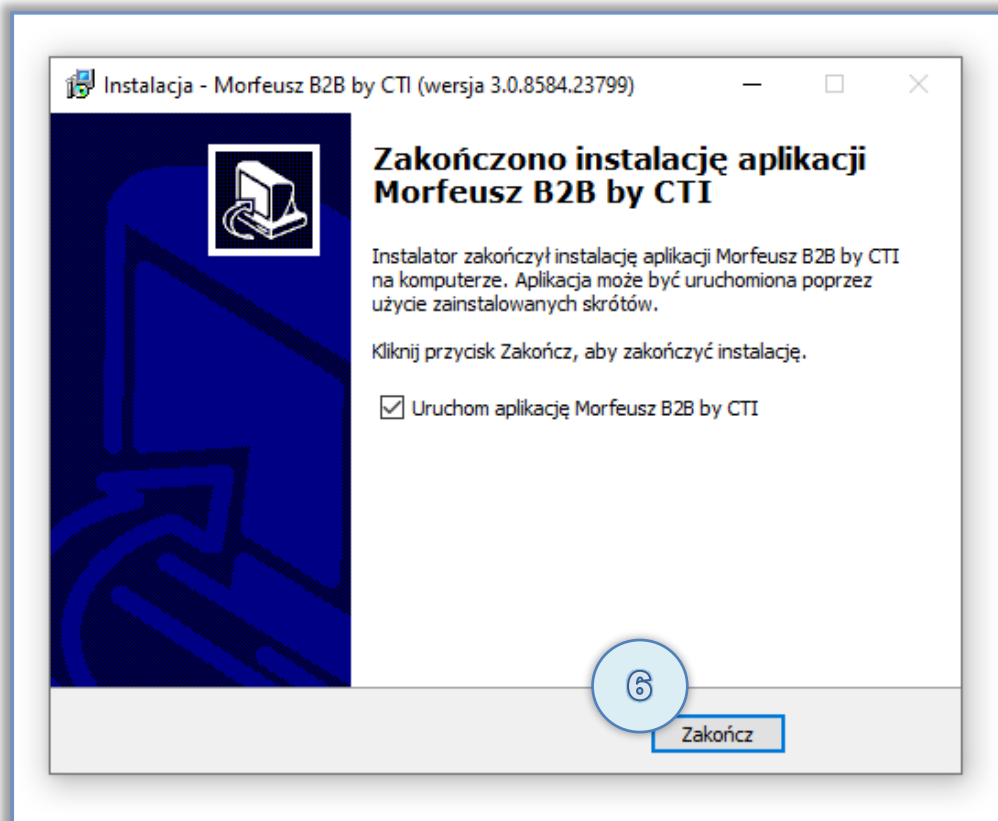 Instalacja - Morfeusz B2B by CTI (wersja 3.0.8584.23799)
Zakończono instalację aplikacji
Morfeusz B2B by CTI
Instalator zakończył instalację aplikacji Morfeusz B2B by CTI
na komputerze. Aplikacja może być uruchomiona poprzez
użycie zainstalowanych skrótów.
Kliknij przycisk Zakończ, aby zakończyć instalację.
Uruchom aplikację Morfeusz B2B by CTI
6
Zakończ